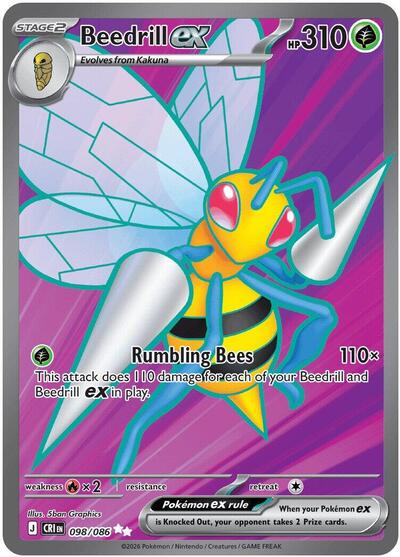 STAGE2
Beedrill ex
HP310
Evolves from Kakuna
Rumbling Bees 110×
This attack does 110 damage for each of your Beedrill and
Beedrill ex in play.
weakness ×2 resistance retreat
Pokémon ex rule
When your Pokémon ex
is Knocked Out, your opponent takes 2 Prize cards.
Illus. 5ban Graphics
J CRI EN 098/086
©2026 Pokémon / Nintendo / Creatures / GAME FREAK